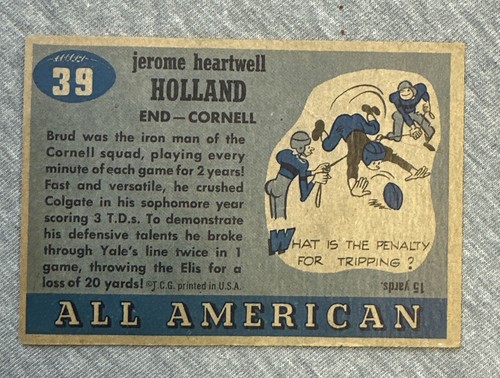 39
jerome heartwell
HOLLAND
END—CORNELL
Brud was the iron man of the
Cornell squad, playing every
minute of each game for 2 years!
Fast and versatile, he crushed
Colgate in his sophomore year
scoring 3 T.D.s. To demonstrate
his defensive talents he broke
through Yale's line twice in 1
game, throwing the Elis for a
loss of 20 yards! ©T.C.G. printed in U.S.A.
WHAT IS THE PENALTY
FOR TRIPPING?
15 yards.
ALL AMERICAN